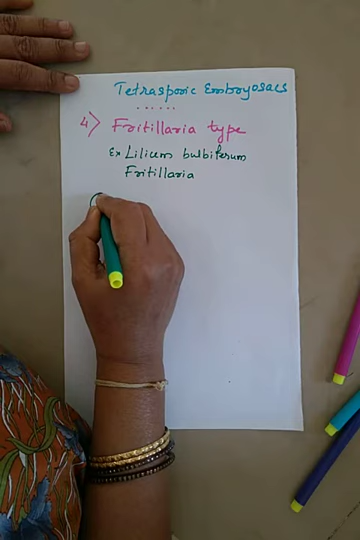 Tetrasporic Embryosacs
4) Fritillaria type
Ex Lilium bulbiferum
Fritillaria